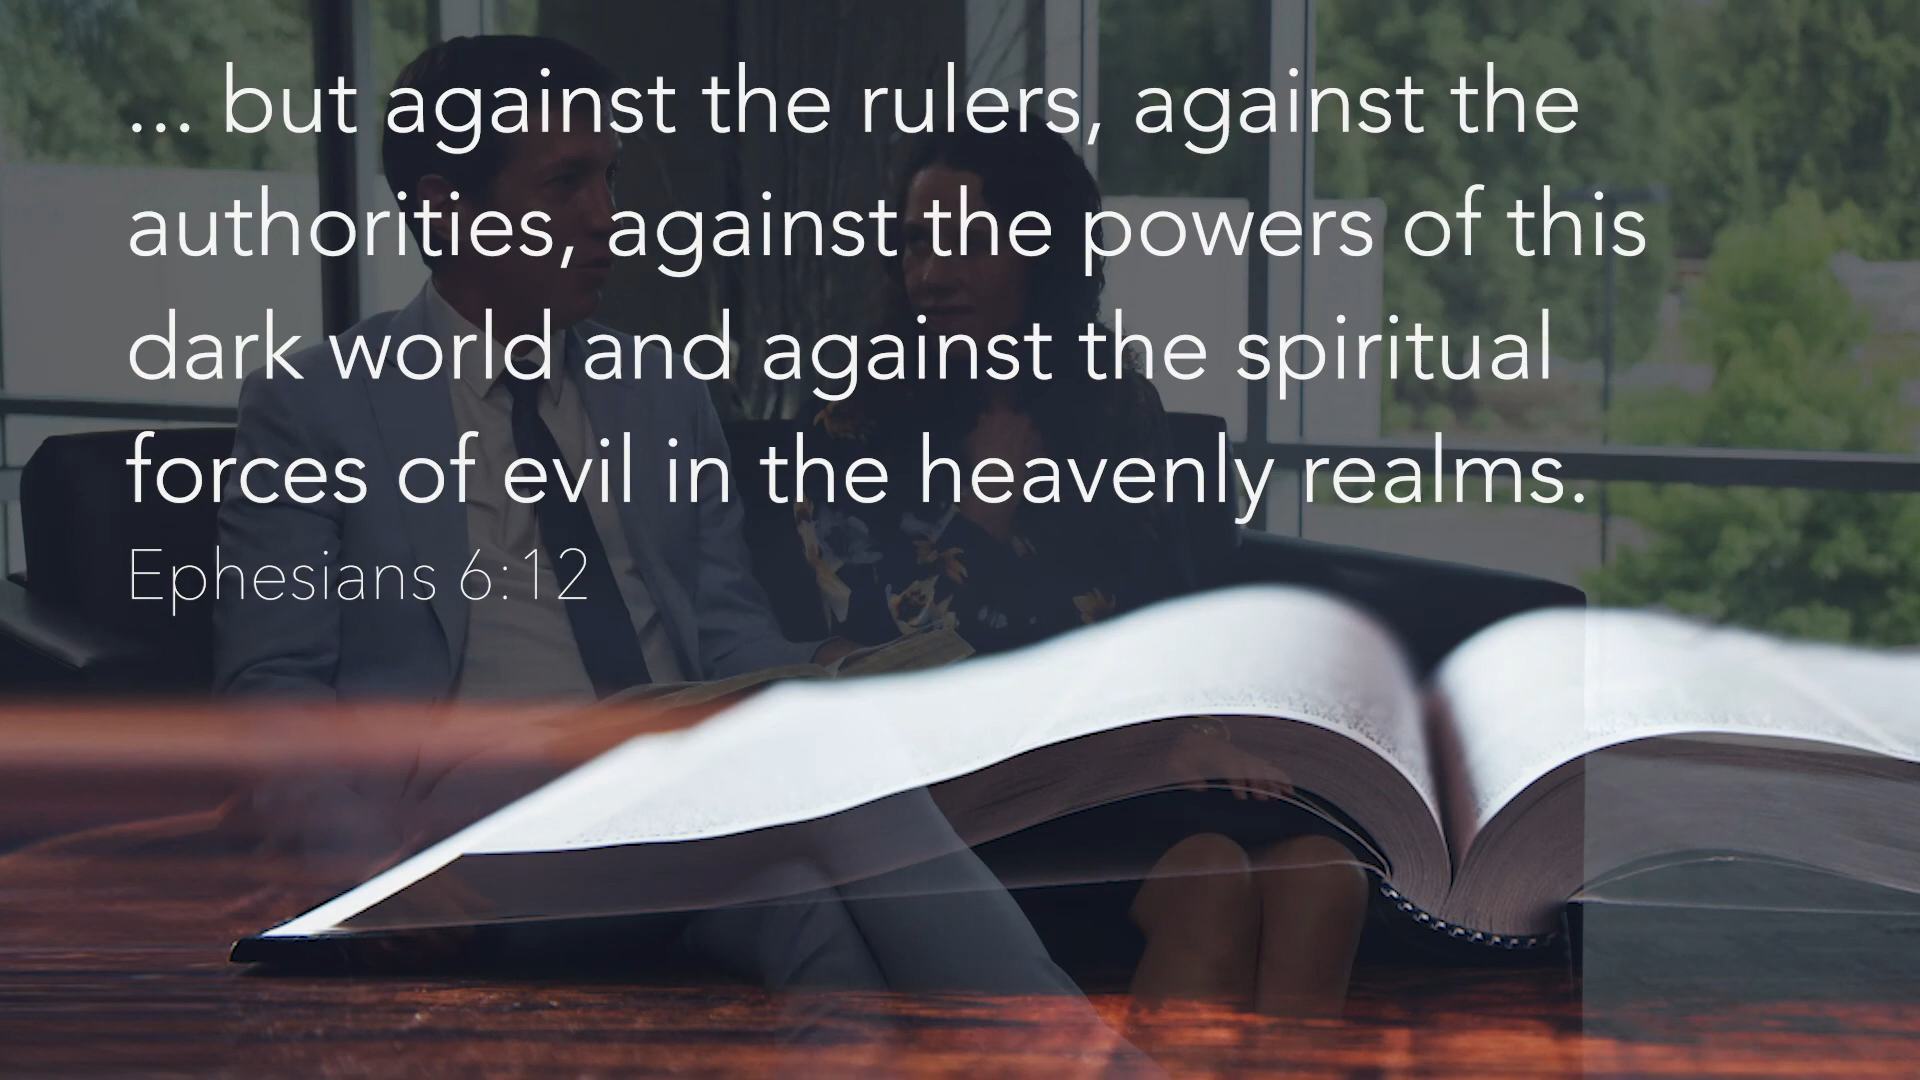 ... but against the rulers, against the
authorities, against the powers of this
dark world and against the spiritual
forces of evil in the heavenly realms.
Ephesians 6:12